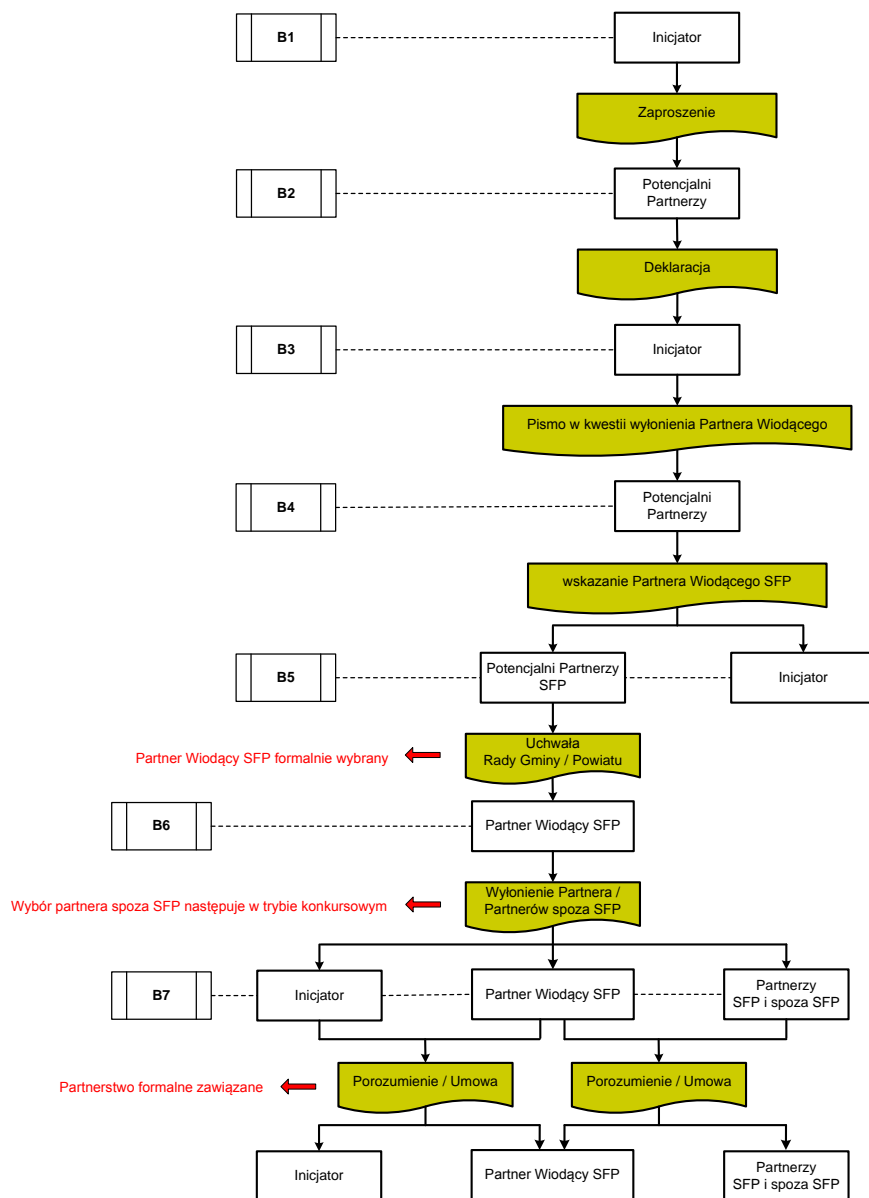 B1
Inicjator
Zaproszenie
B2
Potencjalni
Partnerzy
Deklaracja
B3
Inicjator
Pismo w kwestii wyłonienia Partnera Wiodącego
B4
Potencjalni
Partnerzy
wskazanie Partnera Wiodącego SFP
B5
Potencjalni Partnerzy
SFP
Inicjator
Partner Wiodący SFP formalnie wybrany
Uchwała
Rady Gminy / Powiatu
B6
Partner Wiodący SFP
Wybór partnera spoza SFP następuje w trybie konkursowym
Wyłonienie Partnera /
Partnerów spoza SFP
B7
Inicjator
Partner Wiodący SFP
Partnerzy
SFP i spoza SFP
Partnerstwo formalne zawiązane
Porozumienie / Umowa
Porozumienie / Umowa
Inicjator
Partner Wiodący SFP
Partnerzy
SFP i spoza SFP